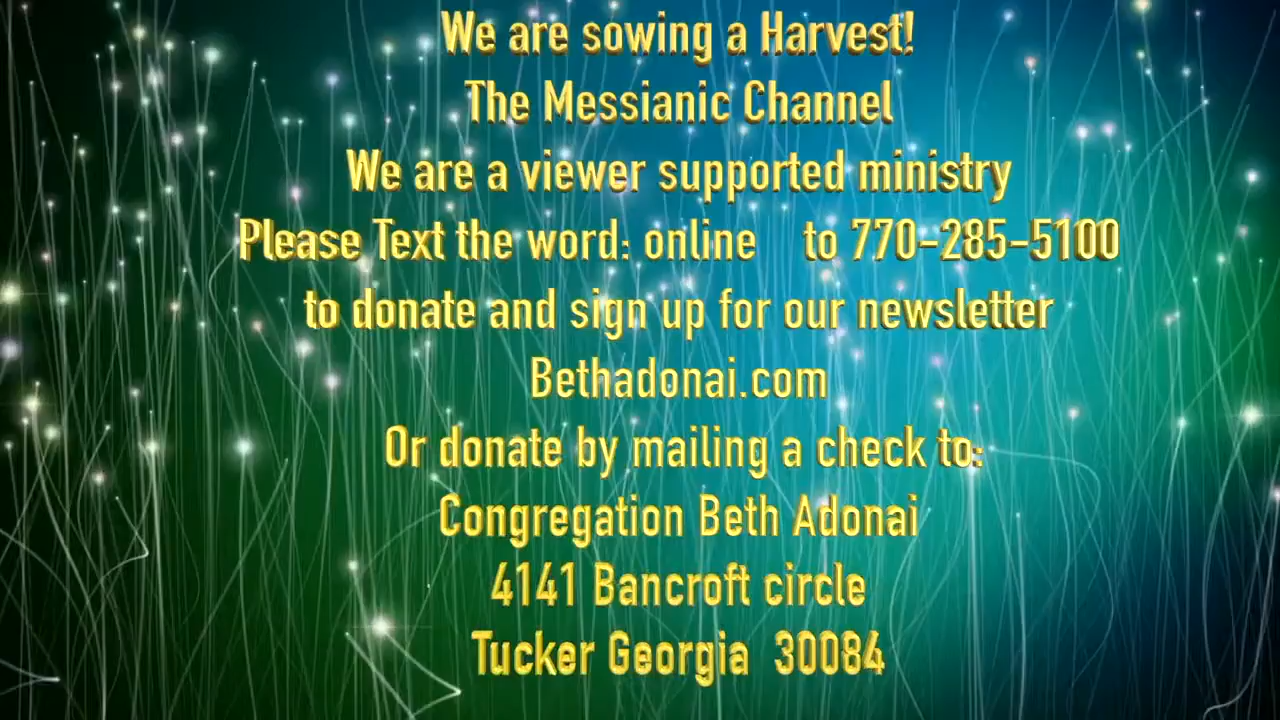 We are sowing a Harvest!
The Messianic Channel
We are a viewer supported ministry
Please Text the word: online to 770-285-5100
to donate and sign up for our newsletter
Bethadonai.com
Or donate by mailing a check to:
Congregation Beth Adonai
4141 Bancroft circle
Tucker Georgia 30084